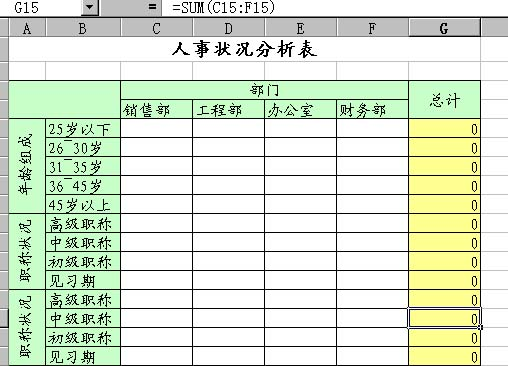 G15 = =SUM(C15:F15)
A B C D E F G
人事状况分析表
部门 总计
销售部 工程部 办公室 财务部
年龄组成
25岁以下 0
26~30岁 0
31~35岁 0
36~45岁 0
45岁以上 0
职称状况
高级职称 0
中级职称 0
初级职称 0
见习期 0
职称状况
高级职称 0
中级职称 0
初级职称 0
见习期 0